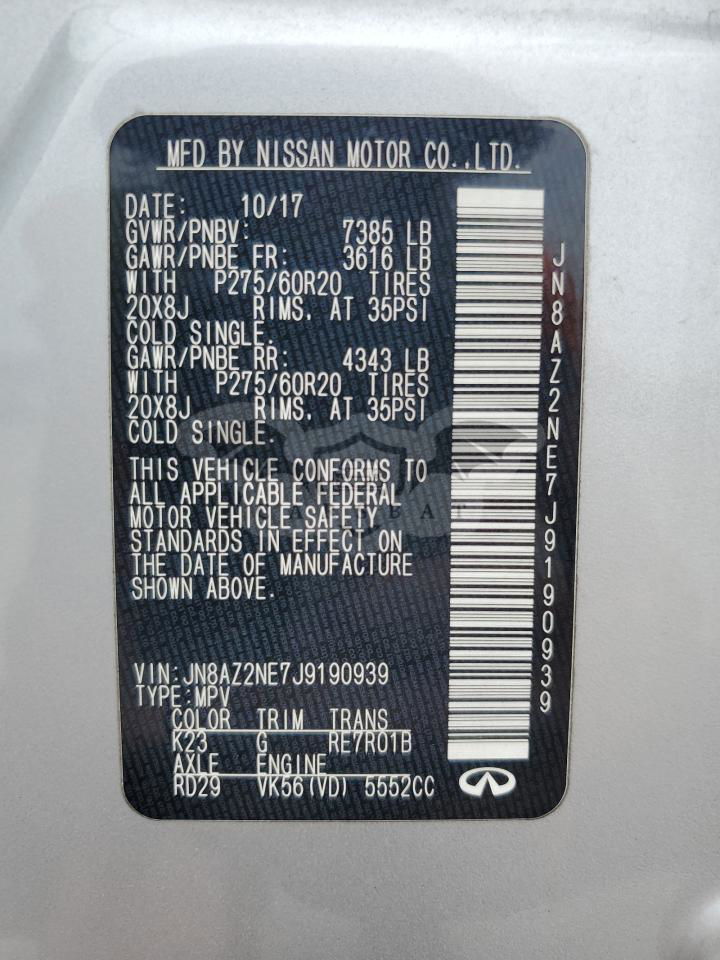 MFD BY NISSAN MOTOR CO.,LTD.
DATE: 10/17
GVWR/PNBV: 7385 LB
GAWR/PNBE FR: 3616 LB
WITH P275/60R20 TIRES
20X8J RIMS, AT 35PSI
COLD SINGLE.
GAWR/PNBE RR: 4343 LB
WITH P275/60R20 TIRES
20X8J RIMS, AT 35PSI
COLD SINGLE.
THIS VEHICLE CONFORMS TO
ALL APPLICABLE FEDERAL
MOTOR VEHICLE SAFETY
STANDARDS IN EFFECT ON
THE DATE OF MANUFACTURE
SHOWN ABOVE.
VIN:JN8AZ2NE7J9190939
TYPE:MPV
COLOR TRIM TRANS
K23 G RE7R01B
AXLE ENGINE
RD29 VK56(VD) 5552CC
JN8AZ2NE7J9190939